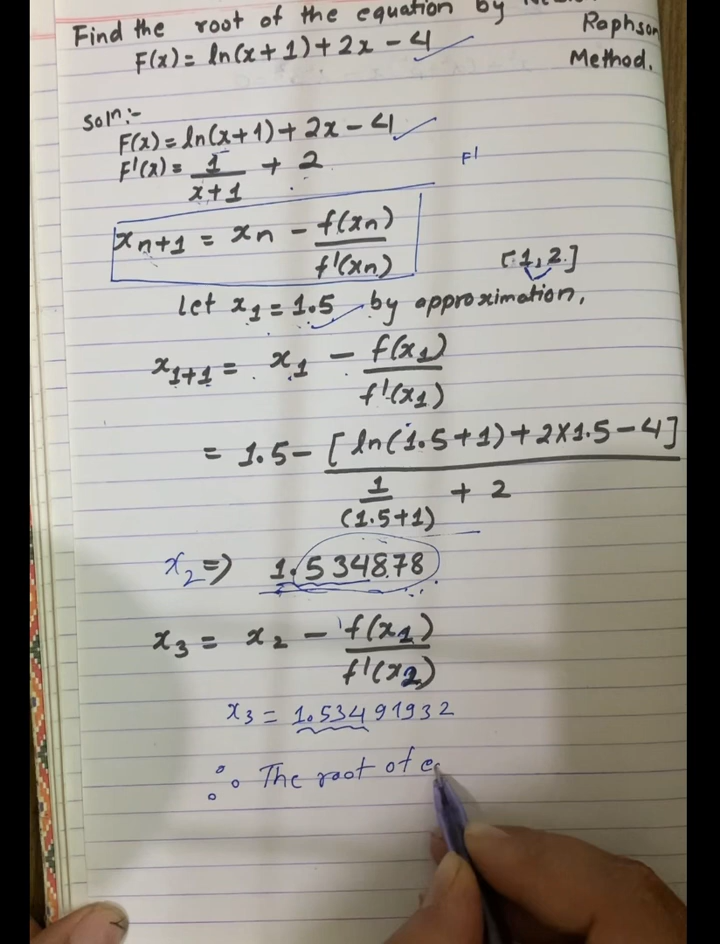 Find the root of the equation by
Raphson
F(x) = ln(x+1) + 2x - 4
Method.
Soln:-
F(x) = ln(x+1) + 2x - 4
F'(x) = 1/(x+1) + 2
F'
xn+1 = xn - f(xn)/f'(xn)
[1, 2]
Let x1 = 1.5 by approximation,
x1+1 = x1 - f(x1)/f'(x1)
= 1.5 - [ln(1.5+1) + 2×1.5 - 4]
1/(1.5+1) + 2
x2 => 1.534878
x3 = x2 - f(x1)/f'(x2)
x3 = 1.53491932
∴ The root of e